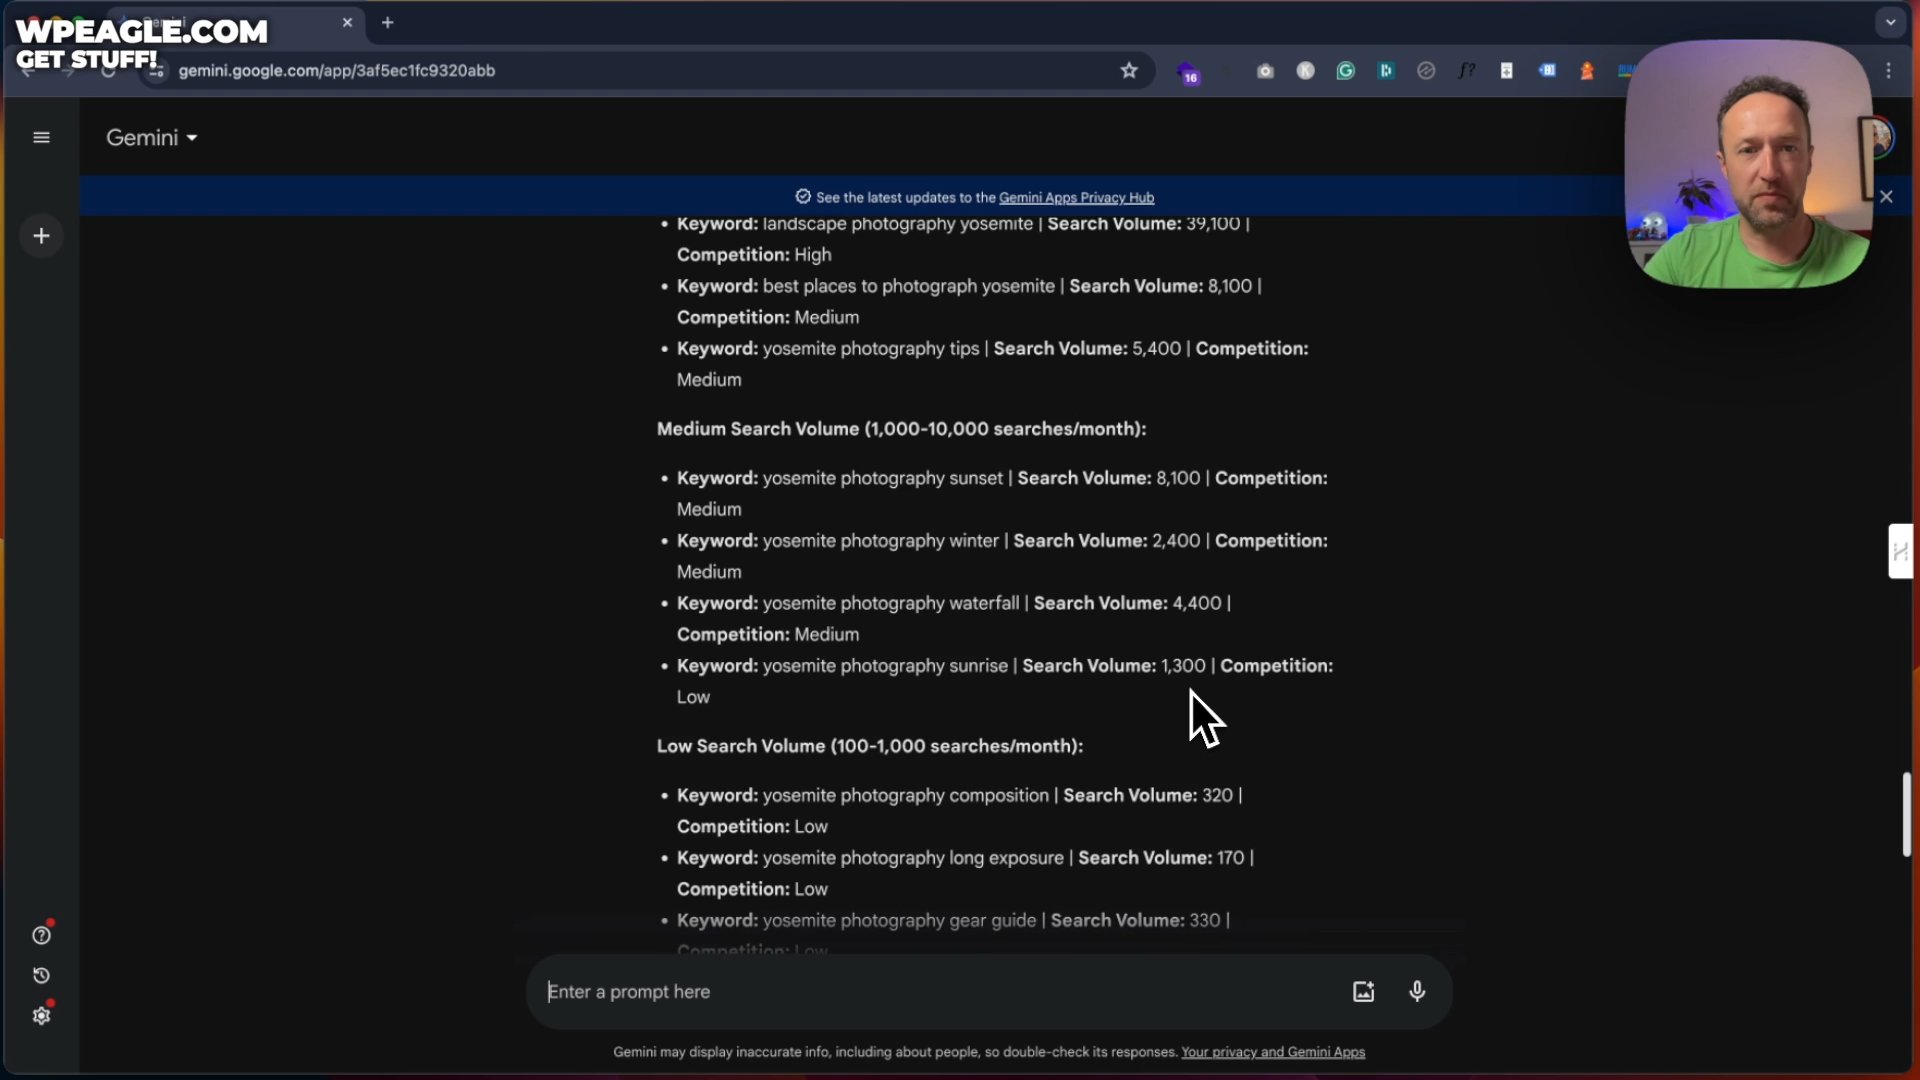 WPEAGLE.COM
GET STUFF!
gemini.google.com/app/3af5ec1fc9320abb
16
f?
Gemini
See the latest updates to the Gemini Apps Privacy Hub
• Keyword: landscape photography yosemite | Search Volume: 39,100 |
Competition: High
• Keyword: best places to photograph yosemite | Search Volume: 8,100 |
Competition: Medium
• Keyword: yosemite photography tips | Search Volume: 5,400 | Competition:
Medium
Medium Search Volume (1,000-10,000 searches/month):
• Keyword: yosemite photography sunset | Search Volume: 8,100 | Competition:
Medium
• Keyword: yosemite photography winter | Search Volume: 2,400 | Competition:
Medium
• Keyword: yosemite photography waterfall | Search Volume: 4,400 |
Competition: Medium
• Keyword: yosemite photography sunrise | Search Volume: 1,300 | Competition:
Low
Low Search Volume (100-1,000 searches/month):
• Keyword: yosemite photography composition | Search Volume: 320 |
Competition: Low
• Keyword: yosemite photography long exposure | Search Volume: 170 |
Competition: Low
• Keyword: yosemite photography gear guide | Search Volume: 330 |
Competition: Low
Enter a prompt here
Gemini may display inaccurate info, including about people, so double-check its responses. Your privacy and Gemini Apps